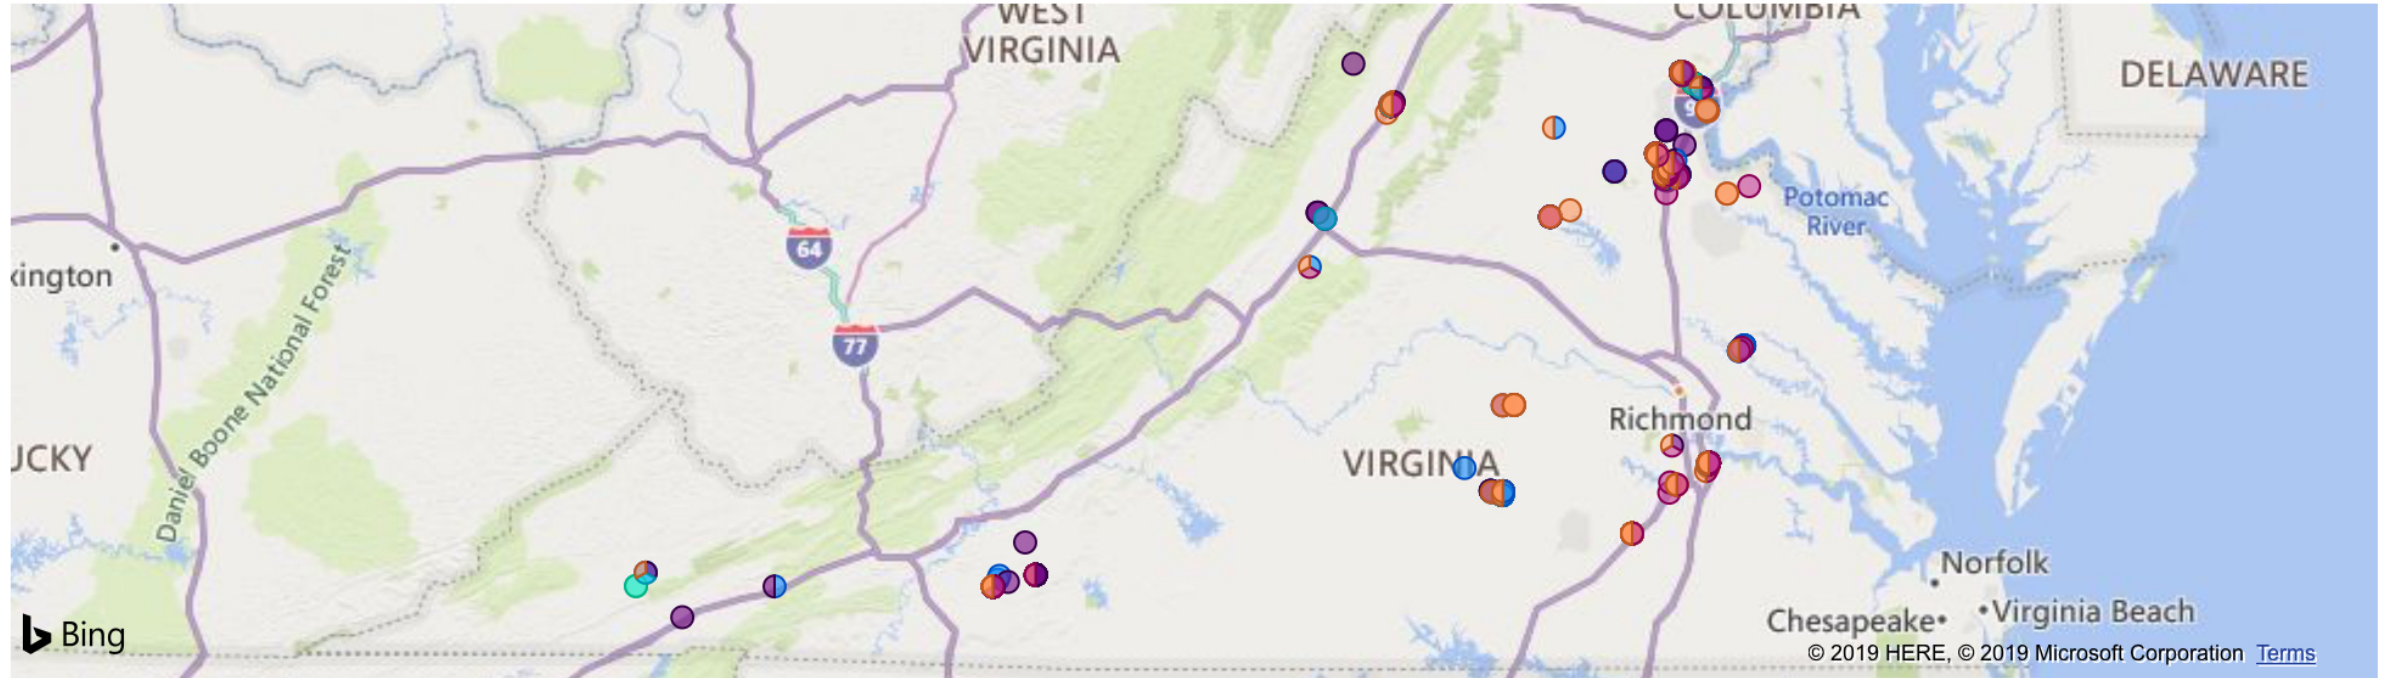 WEST
VIRGINIA
COLUMBIA
DELAWARE
Potomac
River
64
xington
77
Daniel Boone National Forest
Richmond
UCKY
VIRGINIA
Norfolk
Chesapeake
Virginia Beach
Bing
© 2019 HERE, © 2019 Microsoft Corporation Terms